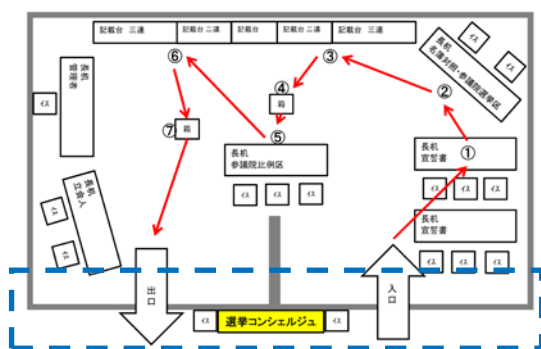 記載台 三連
記載台 二連
記載台
記載台 二連
記載台 三連
イス
イス
長机
名簿対照・参議院選挙区
⑥
③
長机
管理者
イス
④
箱
②
⑦
箱
⑤
長机
参議院比例区
イス
イス
イス
長机
宣誓書
①
イス
イス
イス
長机
宣誓書
イス
イス
イス
長机
立会人
イス
イス
出口
入口
イス
選挙コンシェルジュ
イス